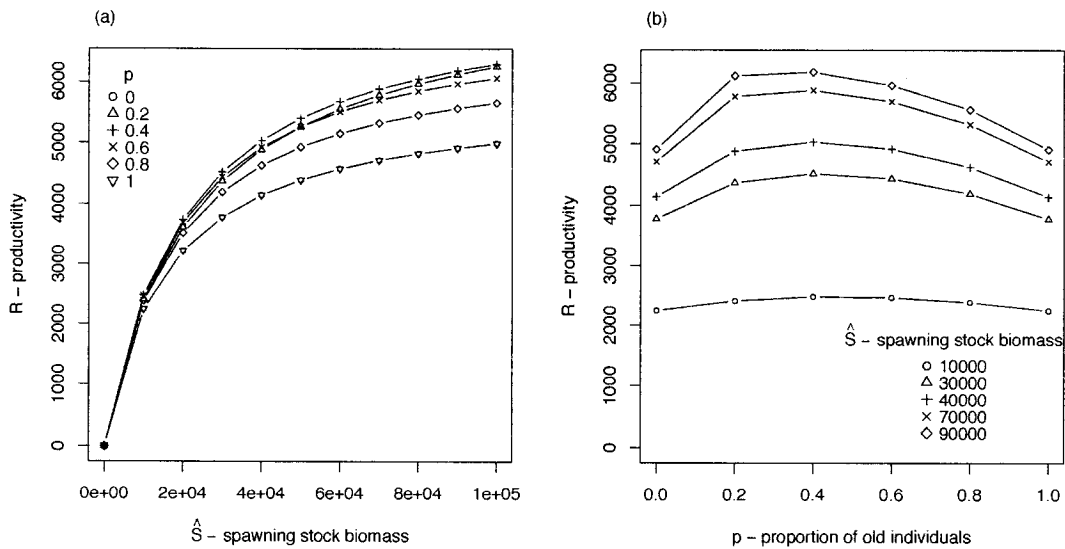 (a)
p
0
0.2
0.4
0.6
0.8
1
R – productivity
0 1000 2000 3000 4000 5000 6000
0e+00 2e+04 4e+04 6e+04 8e+04 1e+05
Ŝ – spawning stock biomass
(b)
R – productivity
0 1000 2000 3000 4000 5000 6000
Ŝ – spawning stock biomass
10000
30000
40000
70000
90000
0.0 0.2 0.4 0.6 0.8 1.0
p – proportion of old individuals